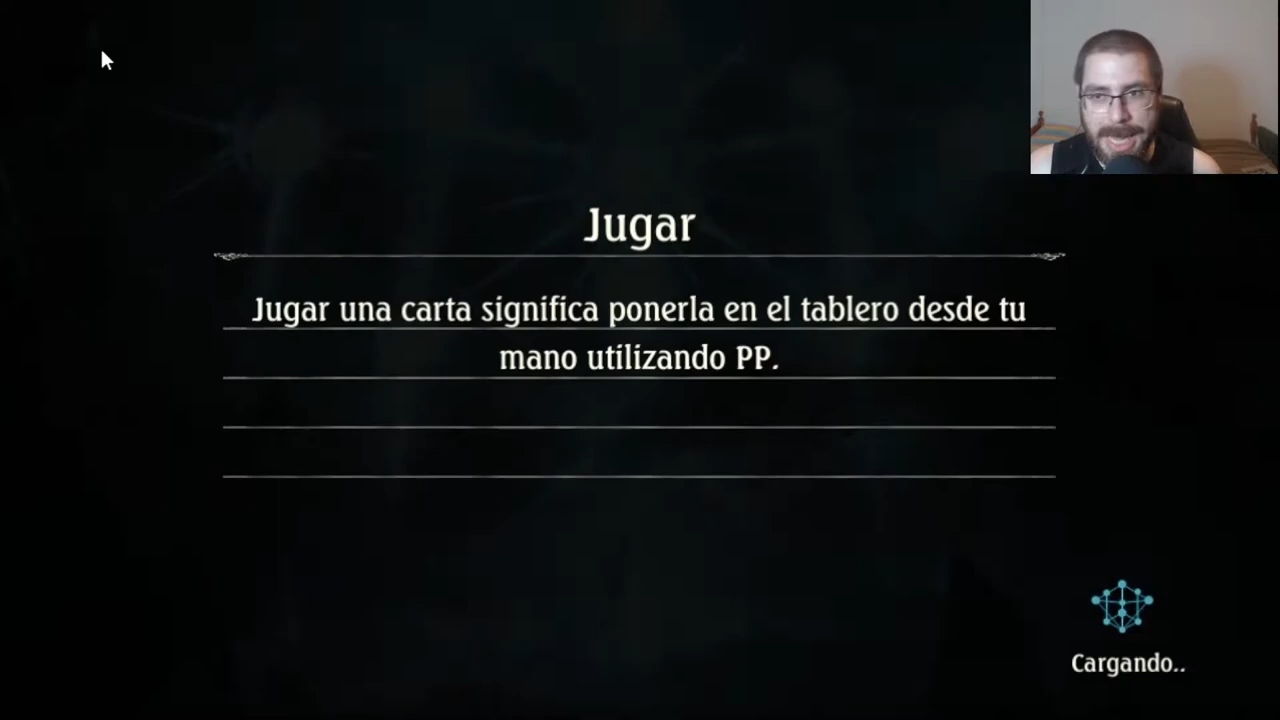 Jugar
Jugar una carta significa ponerla en el tablero desde tu
mano utilizando PP.
Cargando..